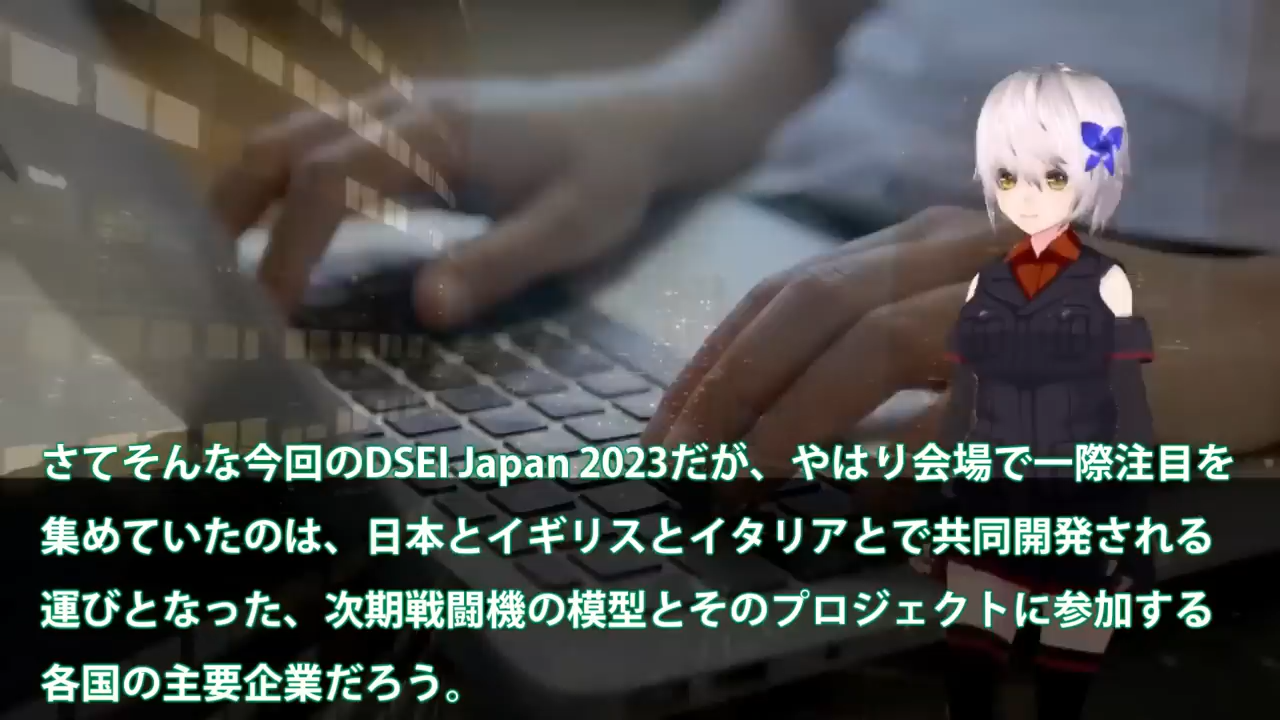 さてそんな今回のDSEI Japan 2023だが、やはり会場で一際注目を
集めていたのは、日本とイギリスとイタリアとで共同開発される
運びとなった、次期戦闘機の模型とそのプロジェクトに参加する
各国の主要企業だろう。